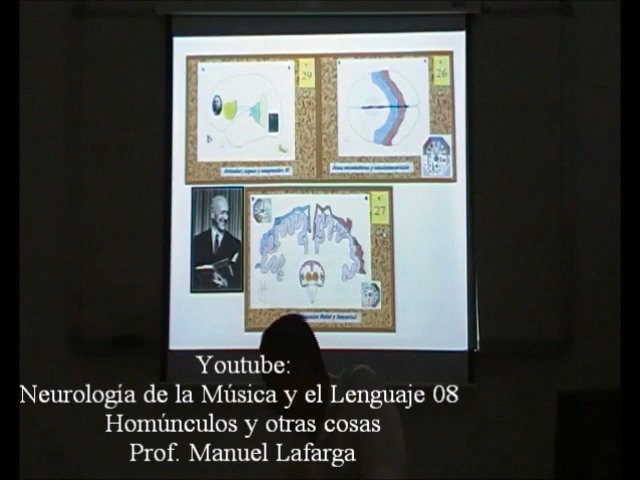 29
26
27
Youtube:
Neurología de la Música y el Lenguaje 08
Homúnculos y otras cosas
Prof. Manuel Lafarga